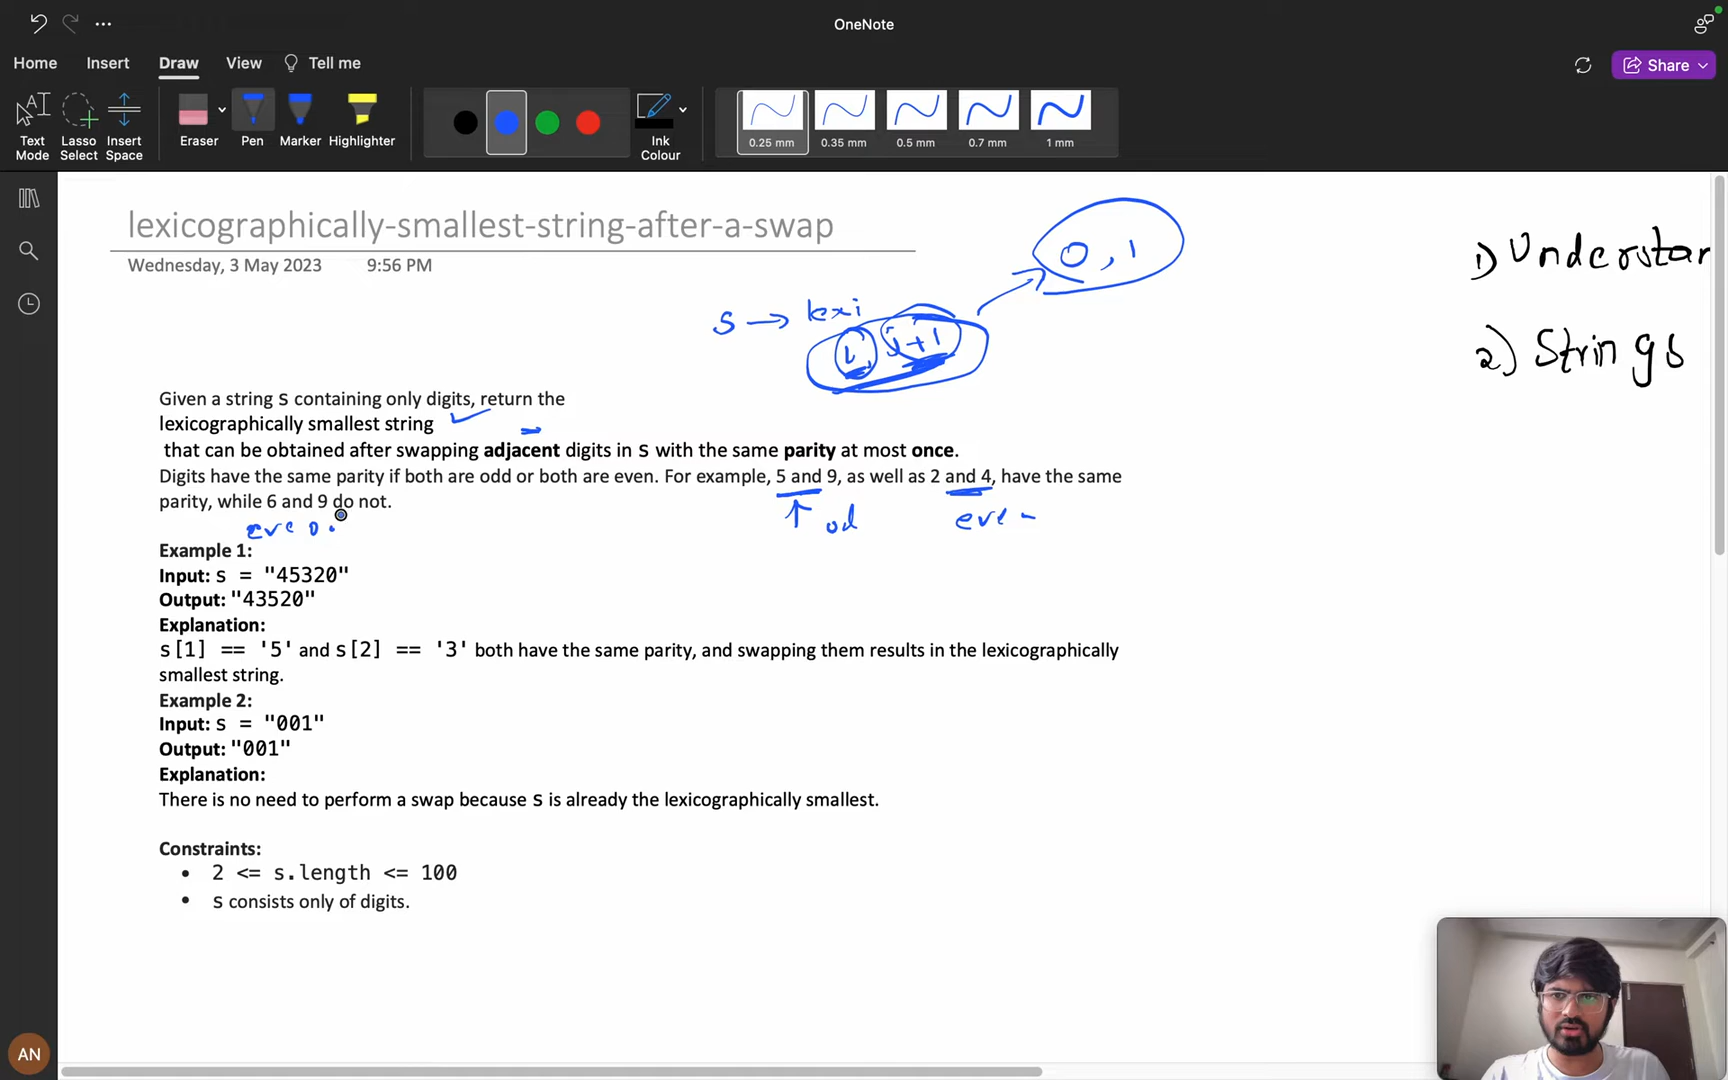 OneNote
Home Insert Draw View Tell me
Share
Text Mode
Lasso Select
Insert Space
Eraser
Pen
Marker
Highlighter
Ink Colour
0.25 mm
0.35 mm
0.5 mm
0.7 mm
1 mm
lexicographically-smallest-string-after-a-swap
Wednesday, 3 May 2023 9:56 PM
0, 1
s → lexi
i, i+1
1) Understan
2) Strings
Given a string s containing only digits, return the
lexicographically smallest string
that can be obtained after swapping adjacent digits in s with the same parity at most once.
Digits have the same parity if both are odd or both are even. For example, 5 and 9, as well as 2 and 4, have the same
parity, while 6 and 9 do not.
eve o. od eve
Example 1:
Input: s = "45320"
Output: "43520"
Explanation:
s[1] == '5' and s[2] == '3' both have the same parity, and swapping them results in the lexicographically
smallest string.
Example 2:
Input: s = "001"
Output: "001"
Explanation:
There is no need to perform a swap because s is already the lexicographically smallest.
Constraints:
• 2 <= s.length <= 100
• s consists only of digits.
AN